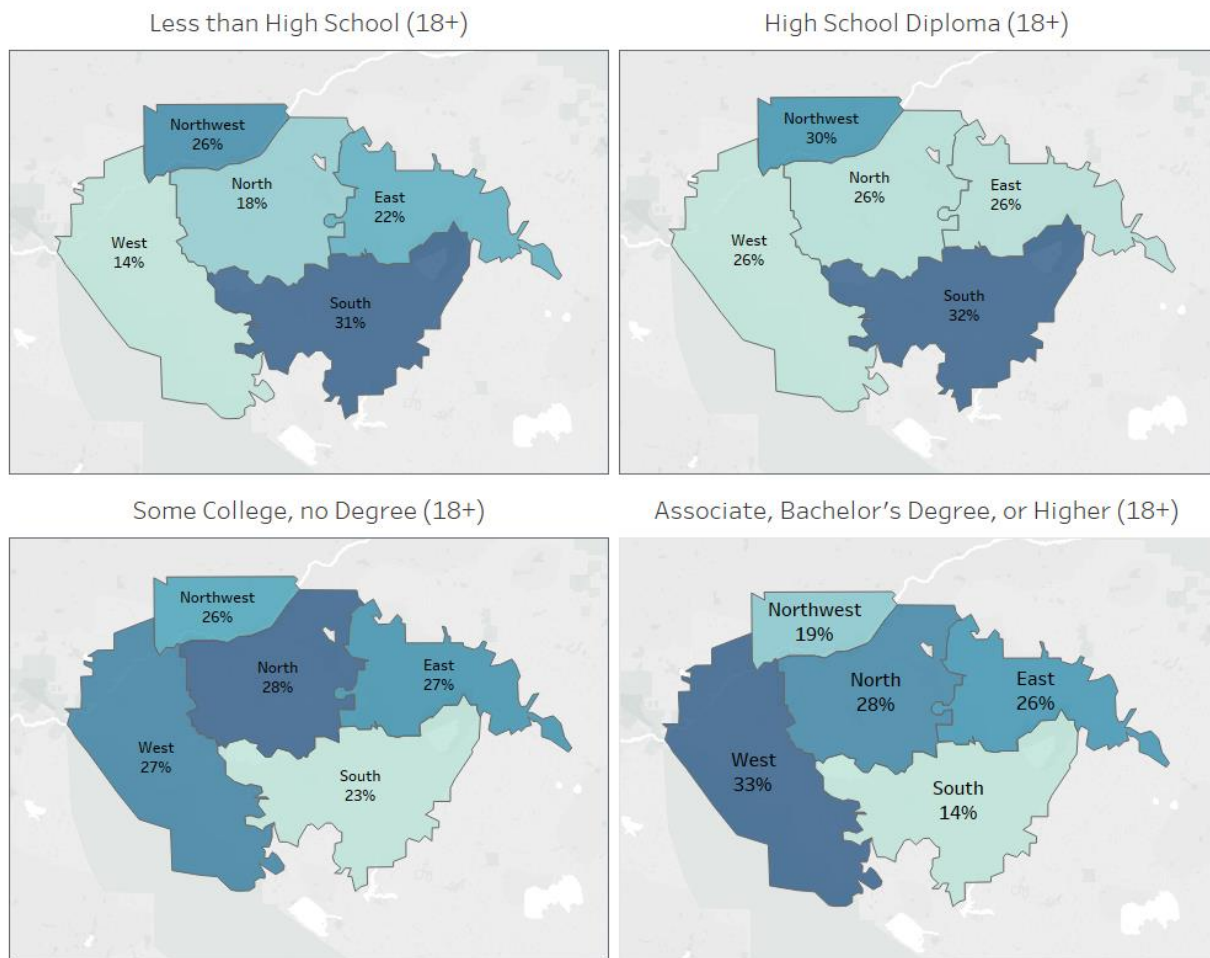 Less than High School (18+)
Northwest
26%
North
18%
East
22%
West
14%
South
31%
High School Diploma (18+)
Northwest
30%
North
26%
East
26%
West
26%
South
32%
Some College, no Degree (18+)
Northwest
26%
North
28%
East
27%
West
27%
South
23%
Associate, Bachelor’s Degree, or Higher (18+)
Northwest
19%
North
28%
East
26%
West
33%
South
14%